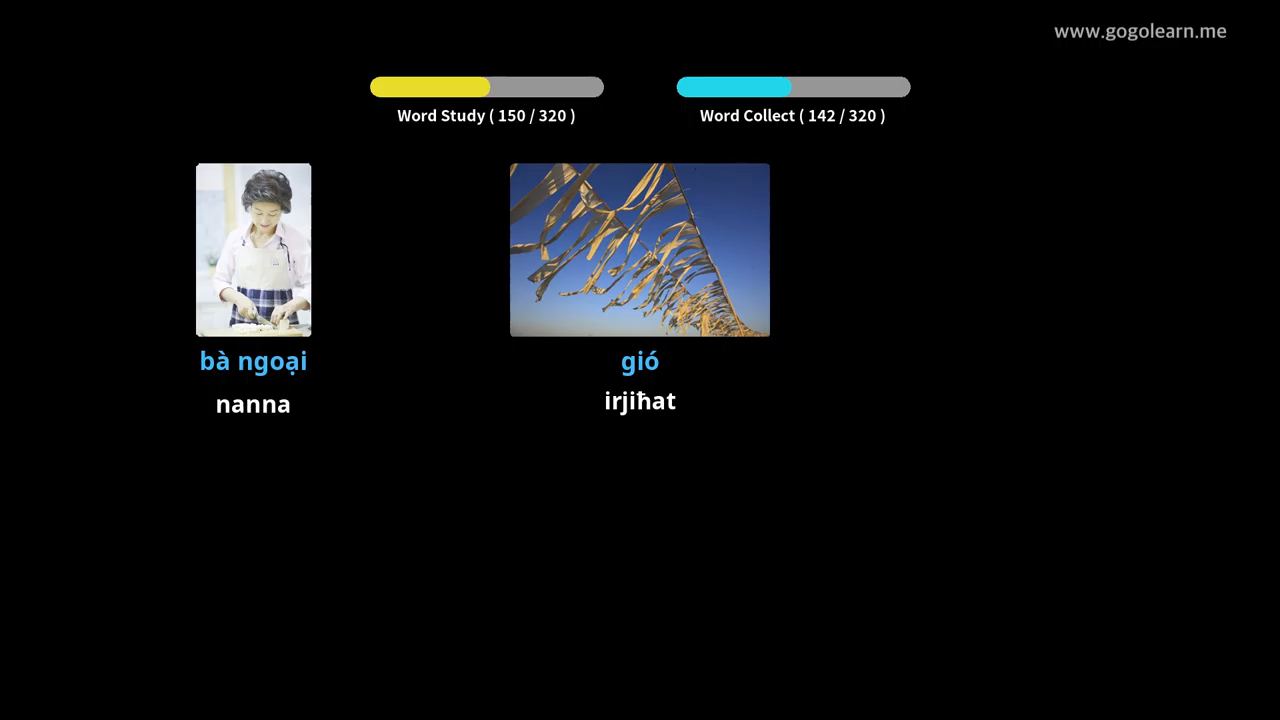 www.gogolearn.me
Word Study ( 150 / 320 )
Word Collect ( 142 / 320 )
bà ngoại
nanna
gió
irjiħat